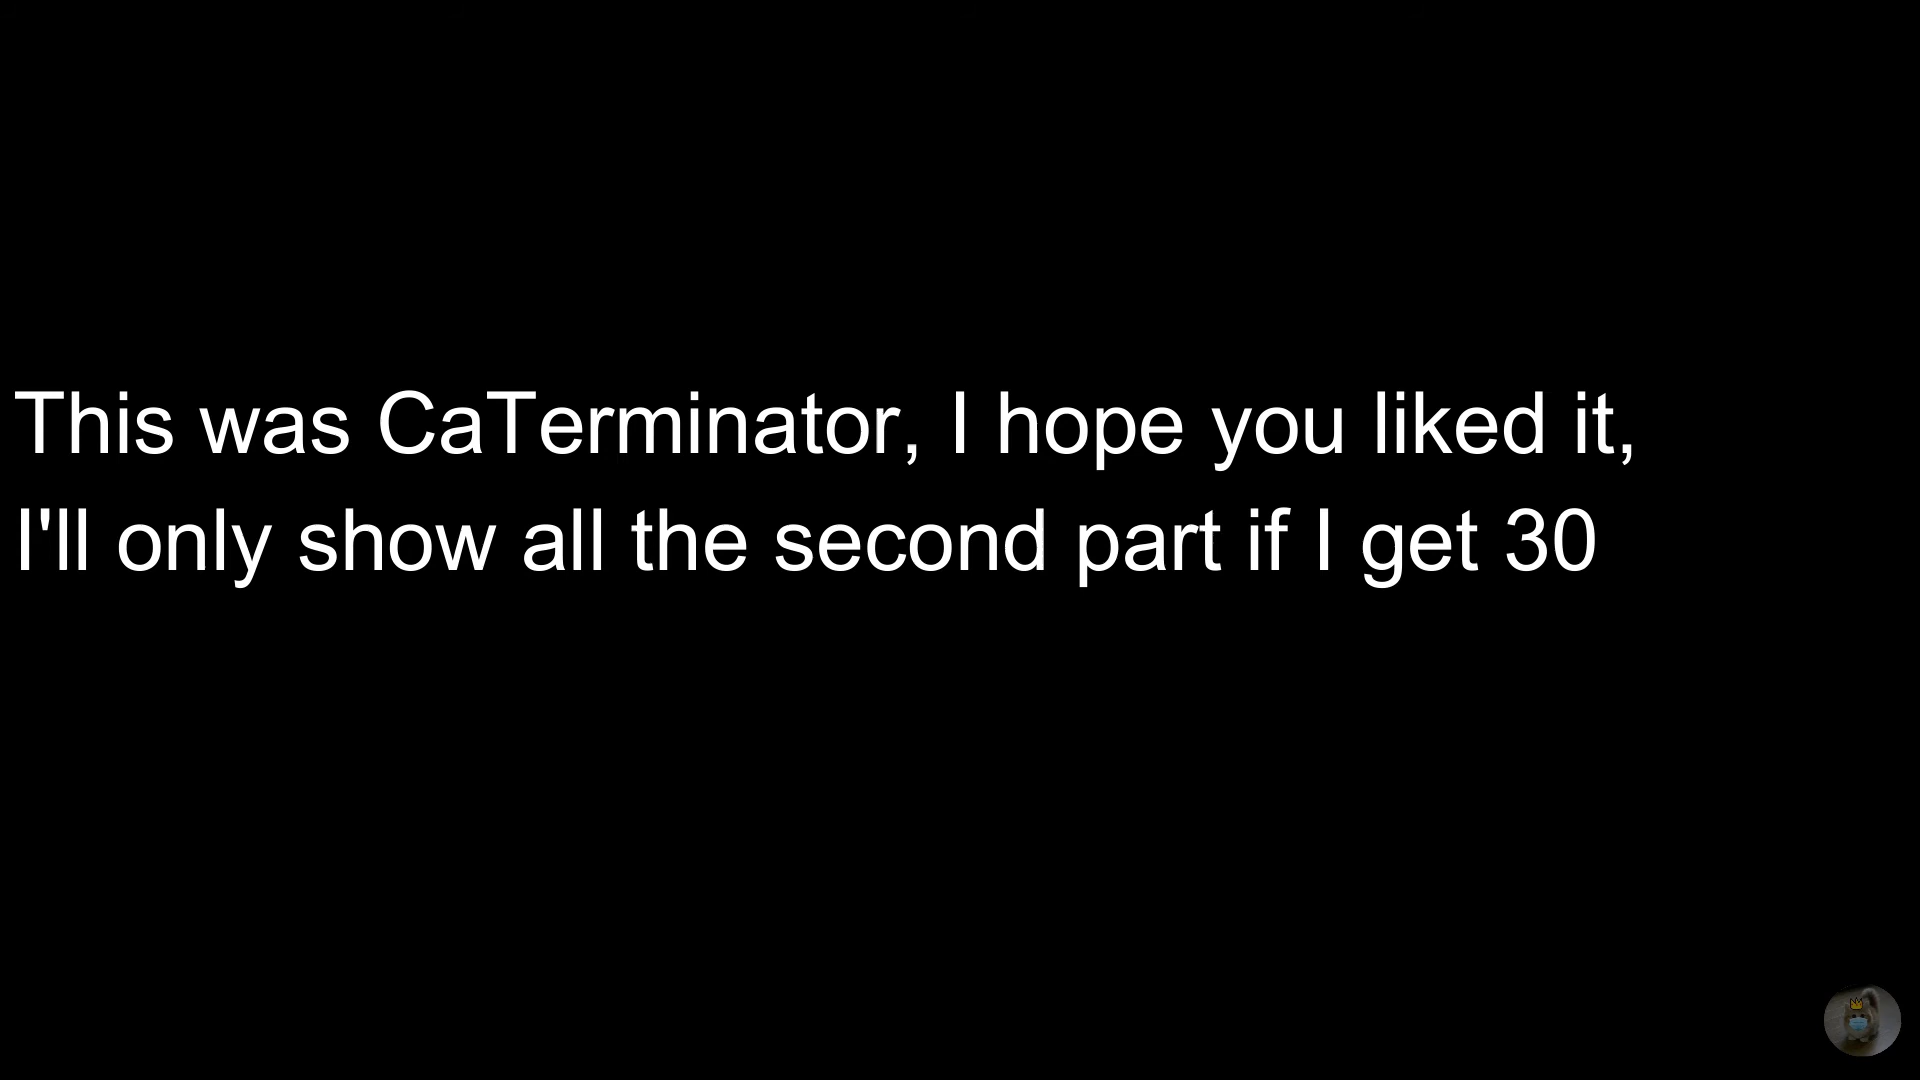 This was CaTerminator, I hope you liked it,
I'll only show all the second part if I get 30